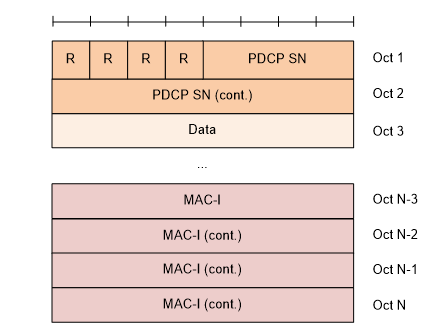 R R R R PDCP SN Oct 1
PDCP SN (cont.) Oct 2
Data Oct 3
...
MAC-I Oct N-3
MAC-I (cont.) Oct N-2
MAC-I (cont.) Oct N-1
MAC-I (cont.) Oct N